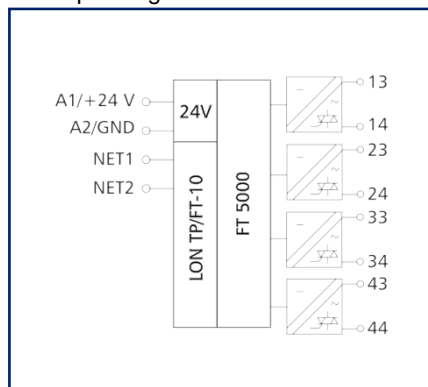 A1/+24 V
A2/GND
NET1
NET2
24V
LON TP/FT-10
FT 5000
13
14
23
24
33
34
43
44